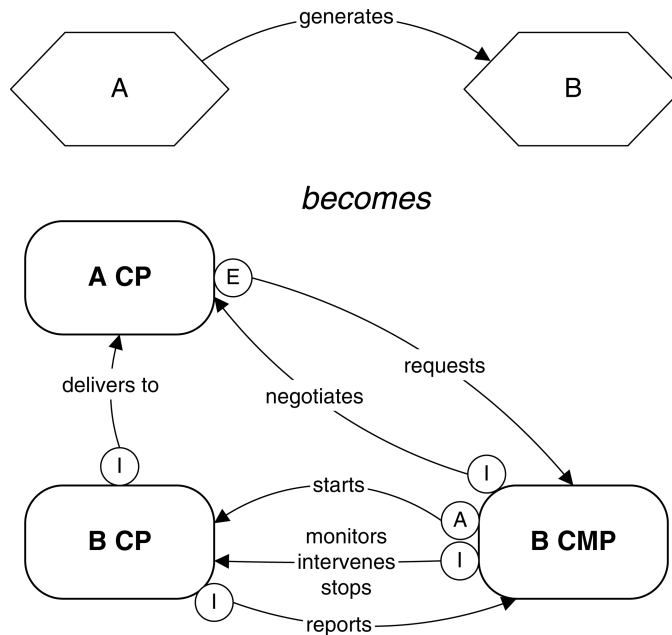 generates
A
B
becomes
A CP
E
requests
delivers to
negotiates
I
I
starts
A
monitors
intervenes
stops
I
B CP
B CMP
I
reports